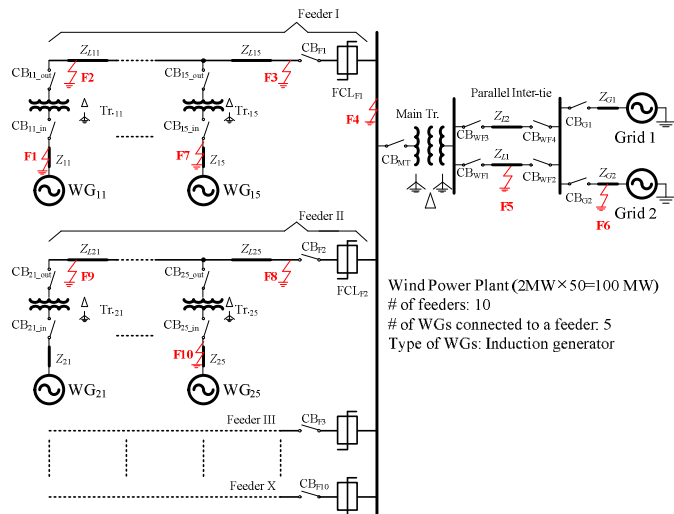 Feeder I
Z_L11
Z_L15
CB_F1
CB_11_out
F2
CB_15_out
F3
FCL_F1
Tr._11
Tr._15
F4
Main Tr.
Parallel Inter-tie
CB_11_in
CB_15_in
CB_MT
CB_WF3
Z_L2
CB_WF4
CB_G1
Z_G1
Grid 1
F1
Z_11
F7
Z_15
CB_WF1
Z_L1
CB_WF2
CB_G2
Z_G2
Grid 2
WG_11
WG_15
F5
F6
Feeder II
Z_L21
Z_L25
CB_F2
CB_21_out
F9
CB_25_out
F8
FCL_F2
Tr._21
Tr._25
CB_21_in
CB_25_in
Z_21
F10
Z_25
WG_21
WG_25
Wind Power Plant (2MW×50=100 MW)
# of feeders: 10
# of WGs connected to a feeder: 5
Type of WGs: Induction generator
Feeder III
CB_F3
Feeder X
CB_F10